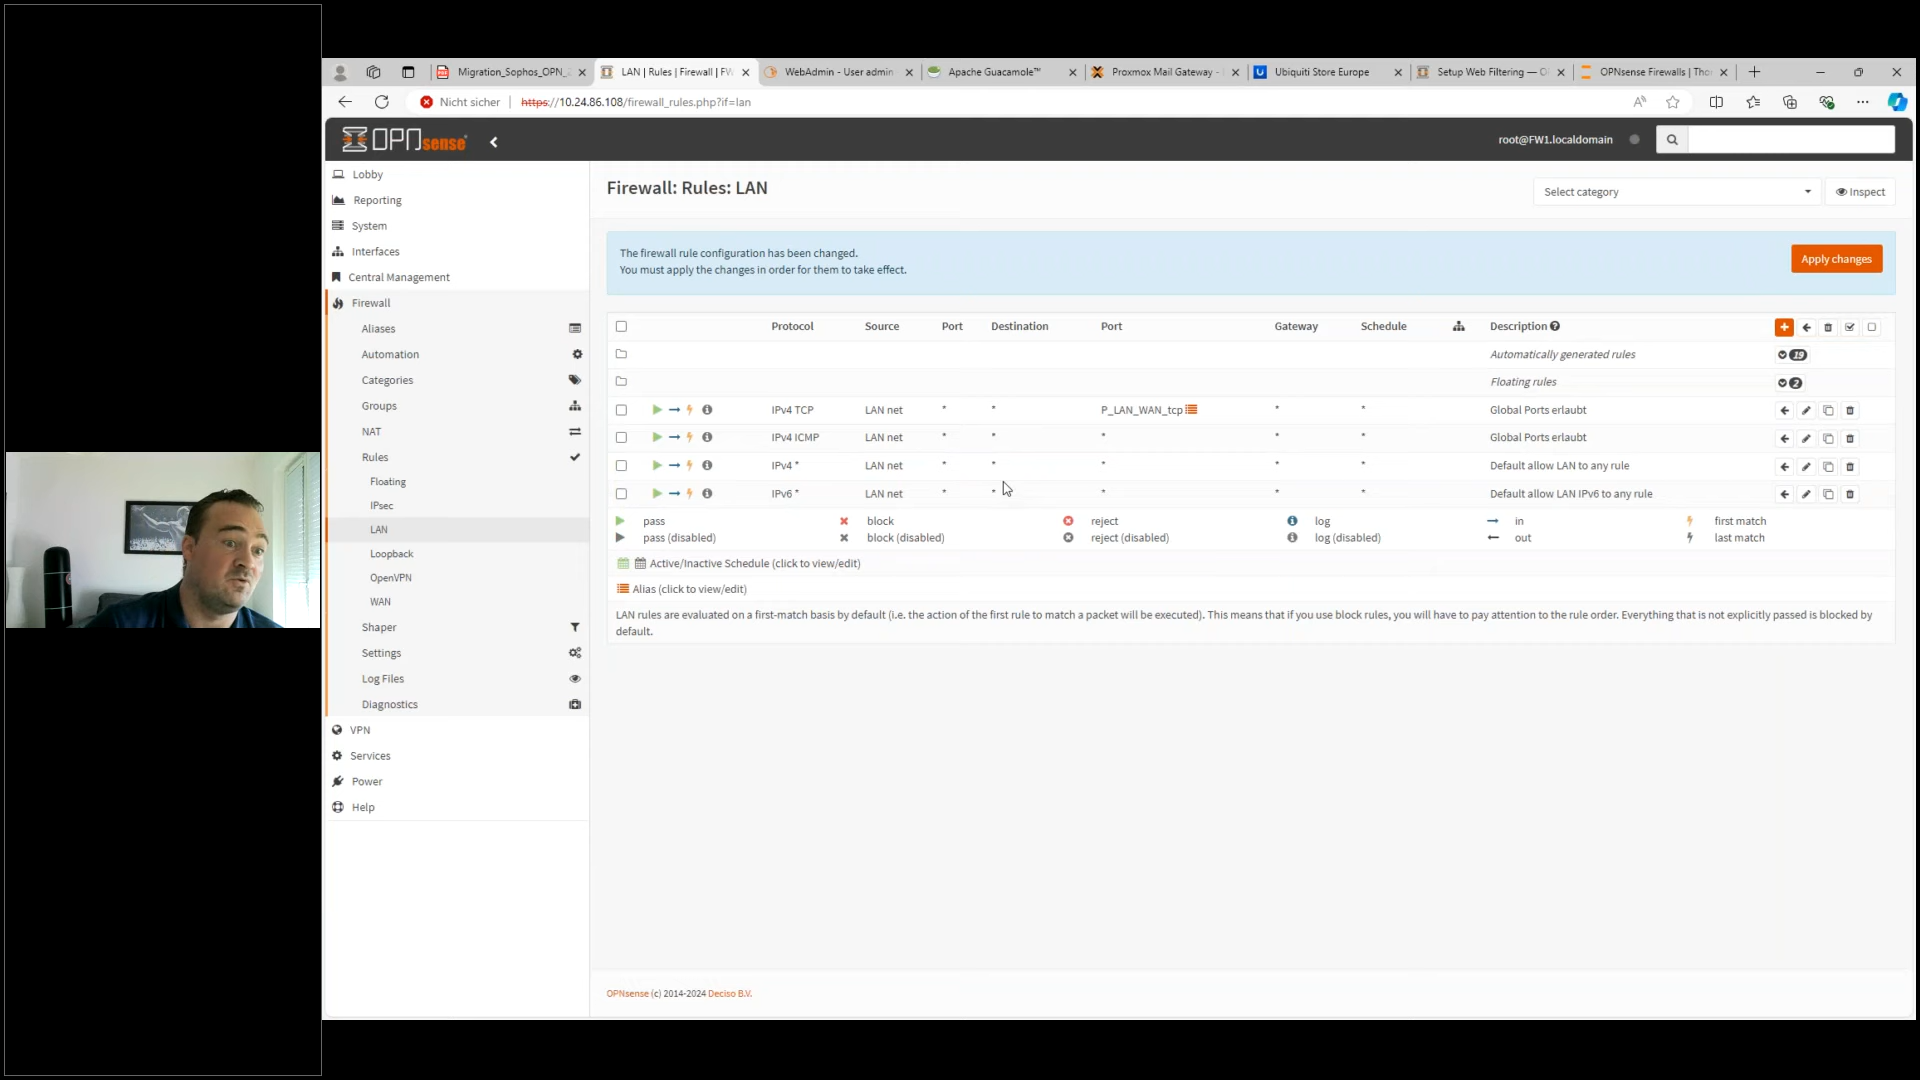 Migration_Sophos_OPN_
LAN | Rules | Firewall | FW
WebAdmin - User admin
Apache Guacamole™
Proxmox Mail Gateway -
Ubiquiti Store Europe
Setup Web Filtering — O
OPNsense Firewalls | Tho
Nicht sicher
https://10.24.86.108/firewall_rules.php?if=lan
OPNsense
root@FW1.localdomain
Lobby
Reporting
System
Interfaces
Central Management
Firewall
Aliases
Automation
Categories
Groups
NAT
Rules
Floating
IPsec
LAN
Loopback
OpenVPN
WAN
Shaper
Settings
Log Files
Diagnostics
VPN
Services
Power
Help
Firewall: Rules: LAN
Select category
Inspect
The firewall rule configuration has been changed.
You must apply the changes in order for them to take effect.
Apply changes
Protocol Source Port Destination Port Gateway Schedule Description
Automatically generated rules 19
Floating rules 2
IPv4 TCP LAN net * * P_LAN_WAN_tcp * * Global Ports erlaubt
IPv4 ICMP LAN net * * * * * Global Ports erlaubt
IPv4 * LAN net * * * * * Default allow LAN to any rule
IPv6 * LAN net * * * * * Default allow LAN IPv6 to any rule
pass block reject log in first match
pass (disabled) block (disabled) reject (disabled) log (disabled) out last match
Active/Inactive Schedule (click to view/edit)
Alias (click to view/edit)
LAN rules are evaluated on a first-match basis by default (i.e. the action of the first rule to match a packet will be executed). This means that if you use block rules, you will have to pay attention to the rule order. Everything that is not explicitly passed is blocked by
default.
OPNsense (c) 2014-2024 Deciso B.V.